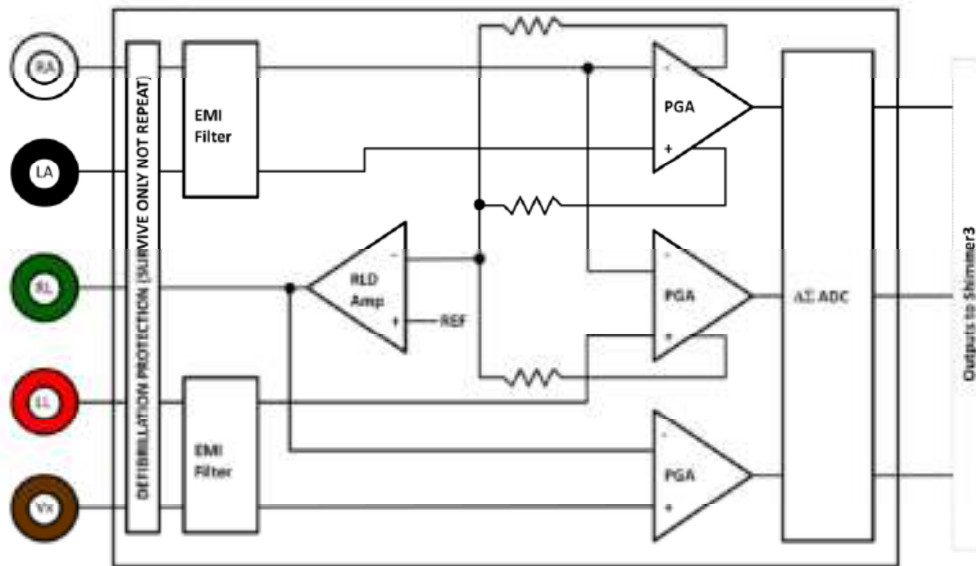 RA
LA
RL
LL
Vx
DEFIBRILLATION PROTECTION (SURVIVE ONLY NOT REPEAT)
EMI
Filter
EMI
Filter
-
RLD
Amp
+
REF
-
PGA
+
-
PGA
+
-
PGA
+
ΔΣ ADC
Outputs to Shimmer3